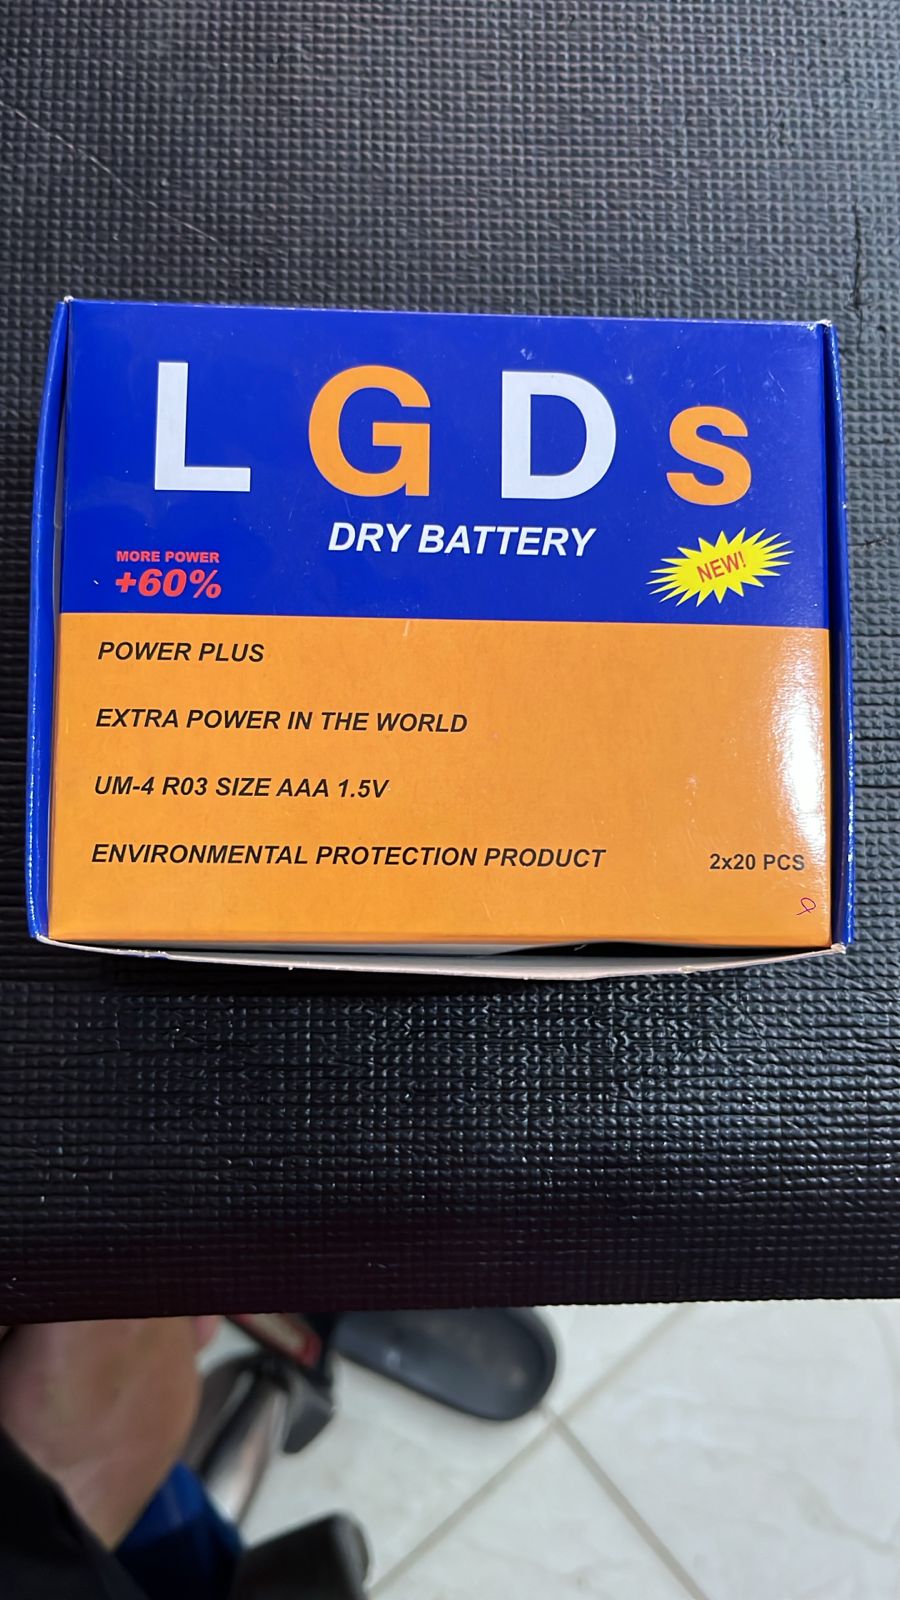 L G D s
DRY BATTERY
MORE POWER
+60%
NEW!
POWER PLUS
EXTRA POWER IN THE WORLD
UM-4 R03 SIZE AAA 1.5V
ENVIRONMENTAL PROTECTION PRODUCT
2x20 PCS